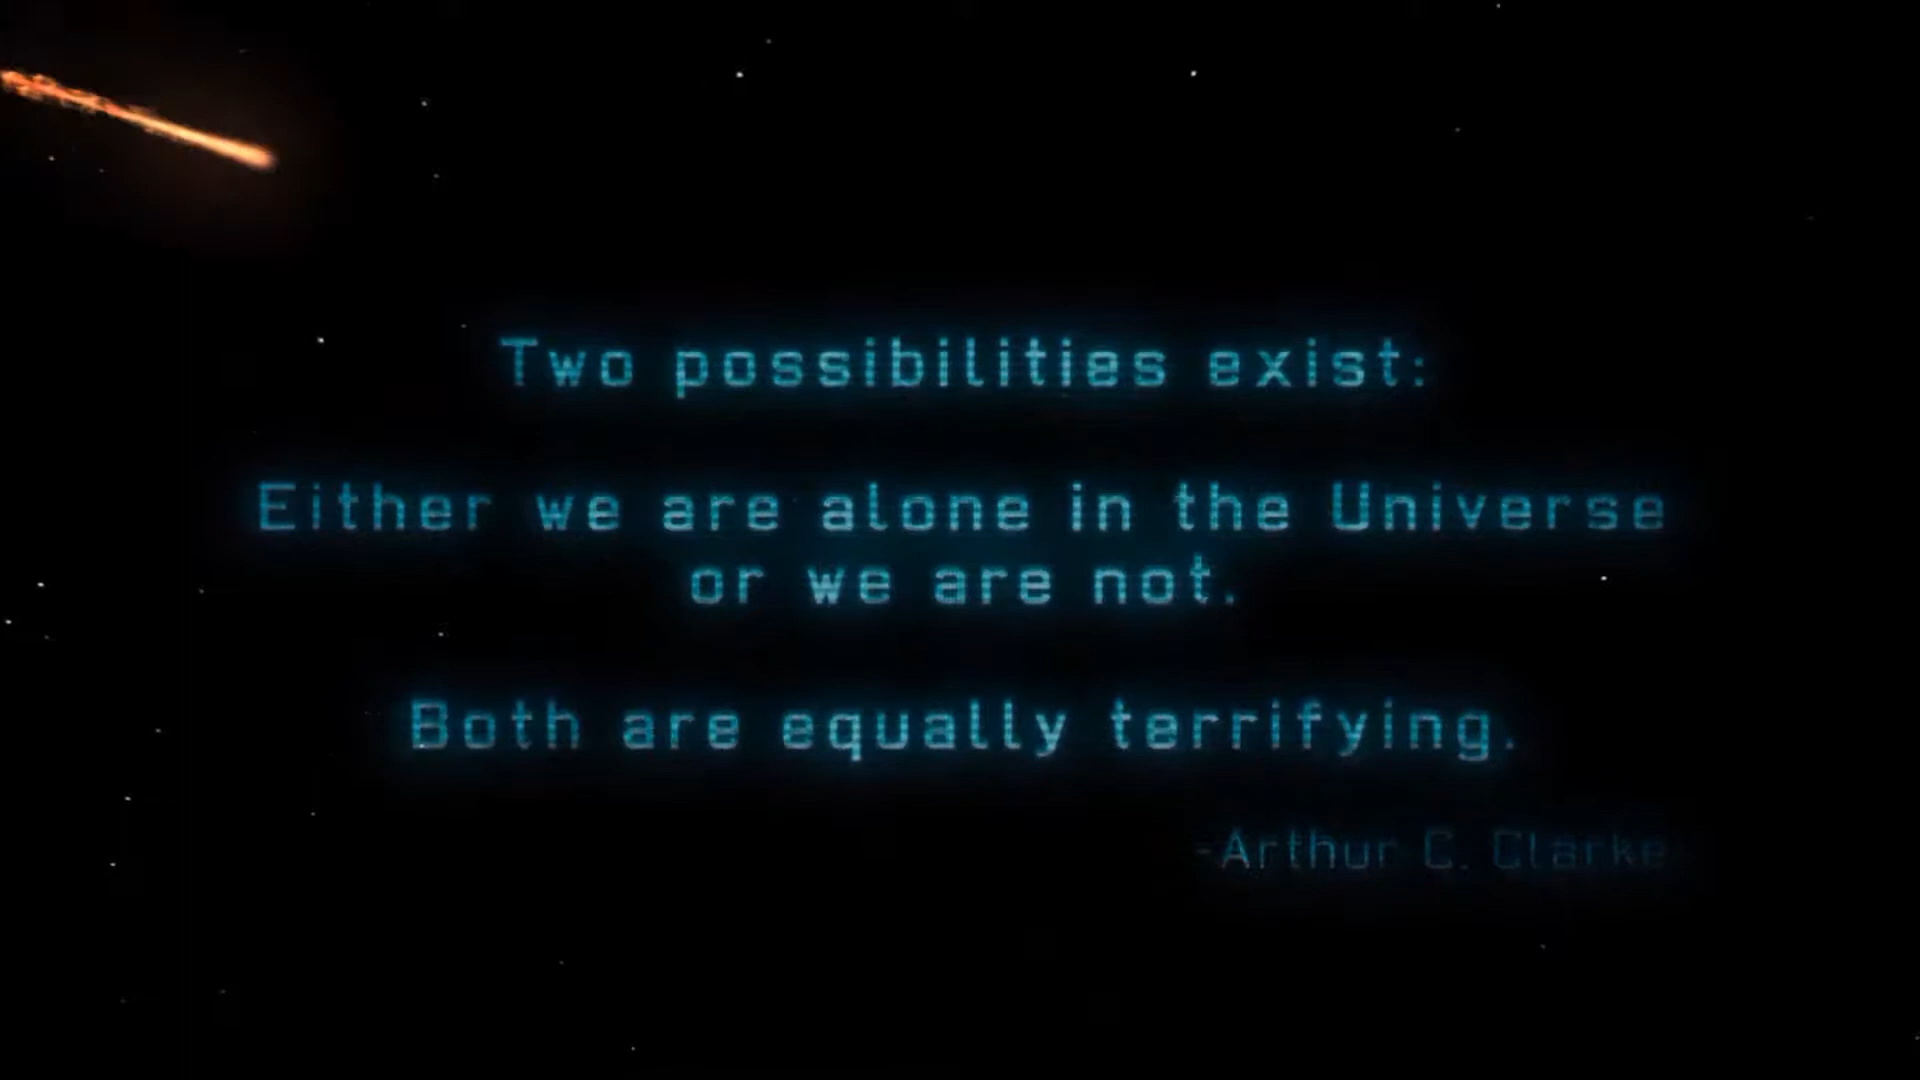 Two possibilities exist:
Either we are alone in the Universe
or we are not.
Both are equally terrifying.
-Arthur C. Clarke